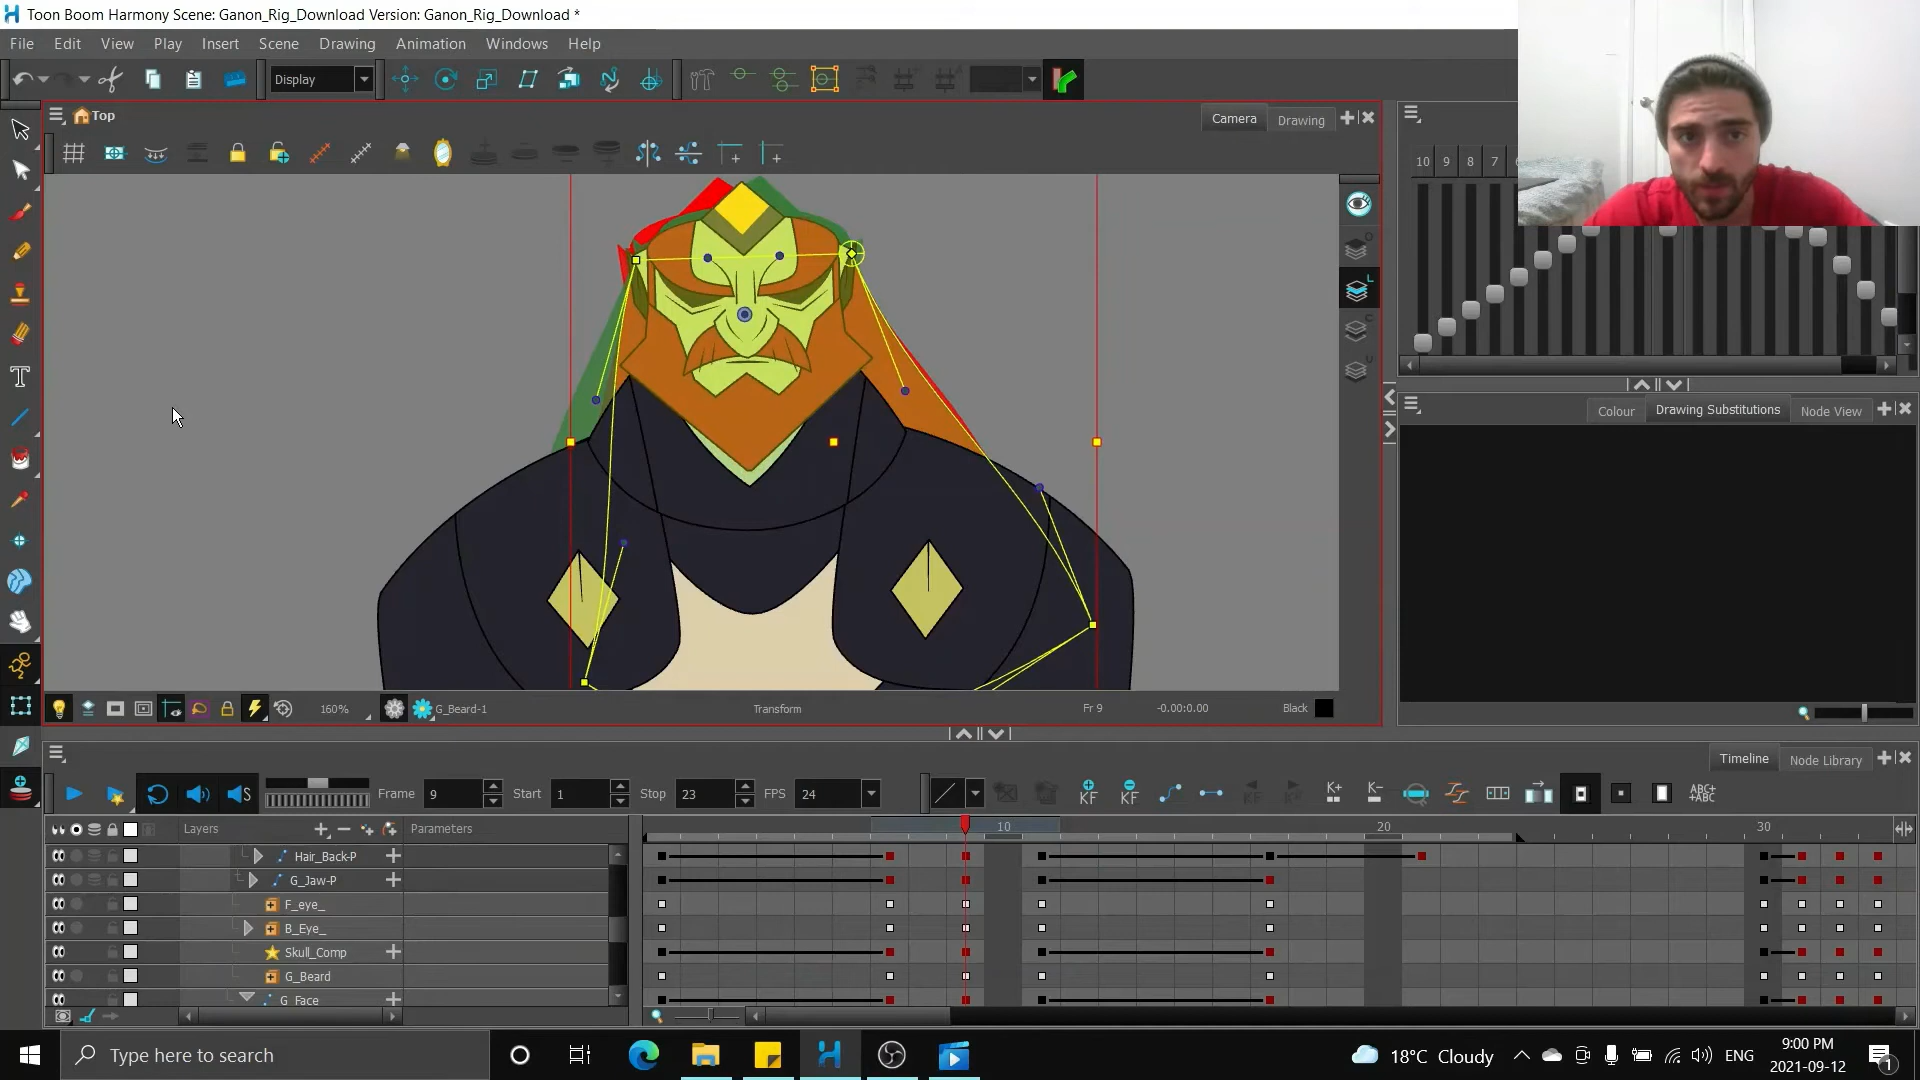 Toon Boom Harmony Scene: Ganon_Rig_Download Version: Ganon_Rig_Download *
File Edit View Play Insert Scene Drawing Animation Windows Help
Display
Top
Camera Drawing
10 9 8 7
Colour Drawing Substitutions Node View
160% G_Beard-1 Transform Fr 9 -0.00:0.00 Black
Timeline Node Library
Frame 9 Start 1 Stop 23 FPS 24
KF KF K+ K- ABC+ +ABC
Layers Parameters 10 20 30
Hair_Back-P
G_Jaw-P
F_eye_
B_Eye_
Skull_Comp
G_Beard
G_Face
Type here to search
18°C Cloudy ENG 9:00 PM
2021-09-12
1